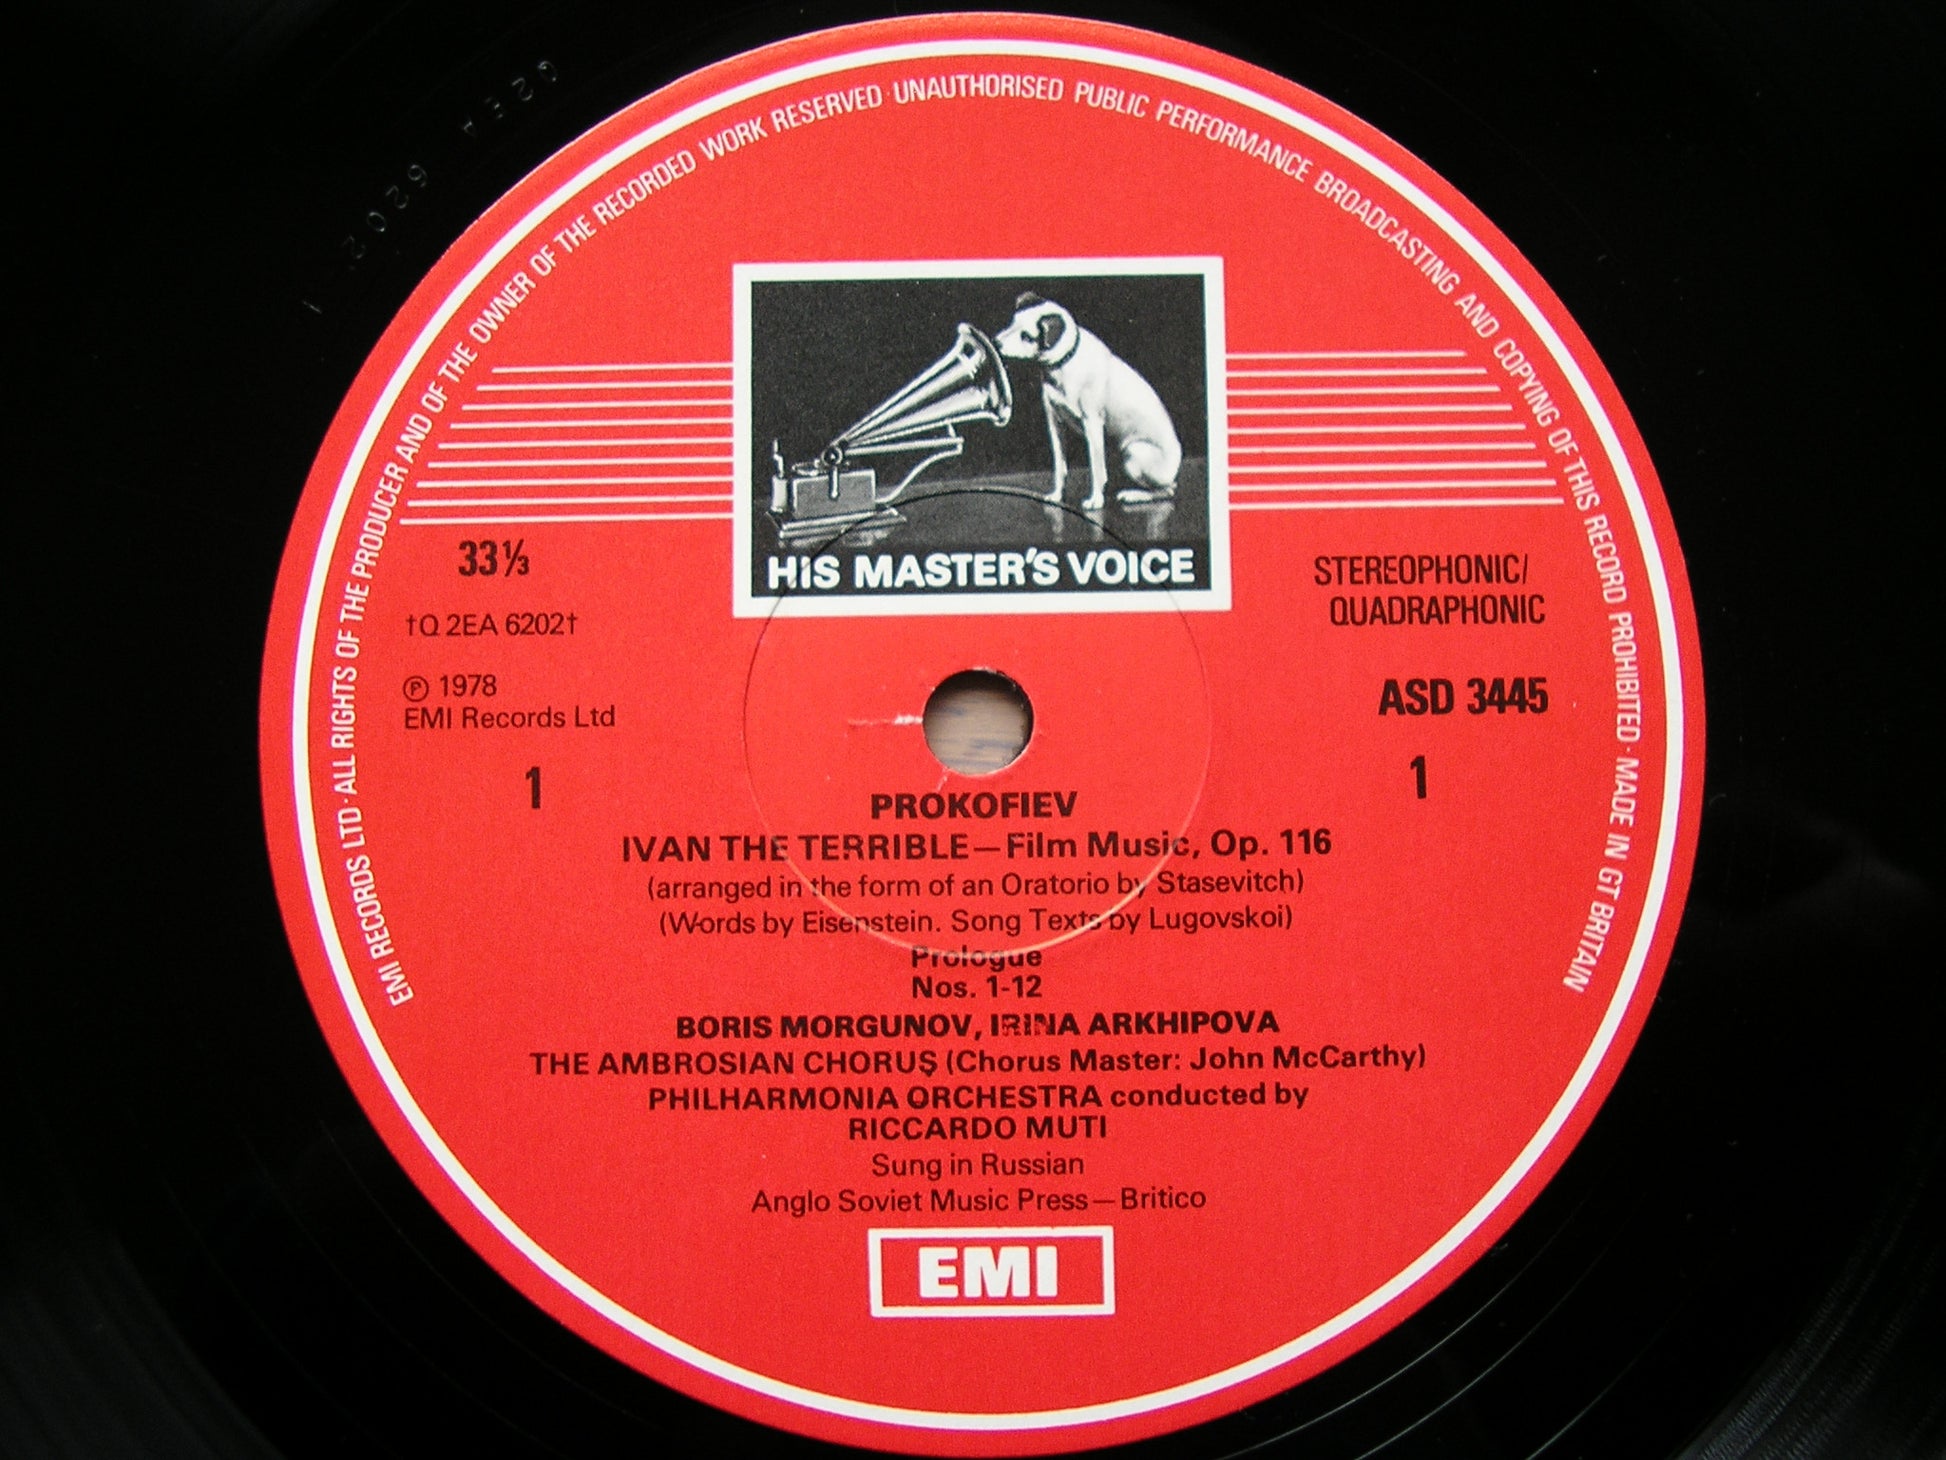 EMI RECORDS LTD · ALL RIGHTS OF THE PRODUCER AND OF THE OWNER OF THE RECORDED WORK RESERVED · UNAUTHORISED PUBLIC PERFORMANCE BROADCASTING AND COPYING OF THIS RECORD PROHIBITED · MADE IN GT BRITAIN
Q2EA 6202
HIS MASTER'S VOICE
33⅓
STEREOPHONIC/
QUADRAPHONIC
†Q 2EA 6202†
℗ 1978
EMI Records Ltd
ASD 3445
1
1
PROKOFIEV
IVAN THE TERRIBLE—Film Music, Op. 116
(arranged in the form of an Oratorio by Stasevitch)
(Words by Eisenstein. Song Texts by Lugovskoi)
Prologue
Nos. 1-12
BORIS MORGUNOV, IRINA ARKHIPOVA
THE AMBROSIAN CHORUS (Chorus Master: John McCarthy)
PHILHARMONIA ORCHESTRA conducted by
RICCARDO MUTI
Sung in Russian
Anglo Soviet Music Press—Britico
EMI